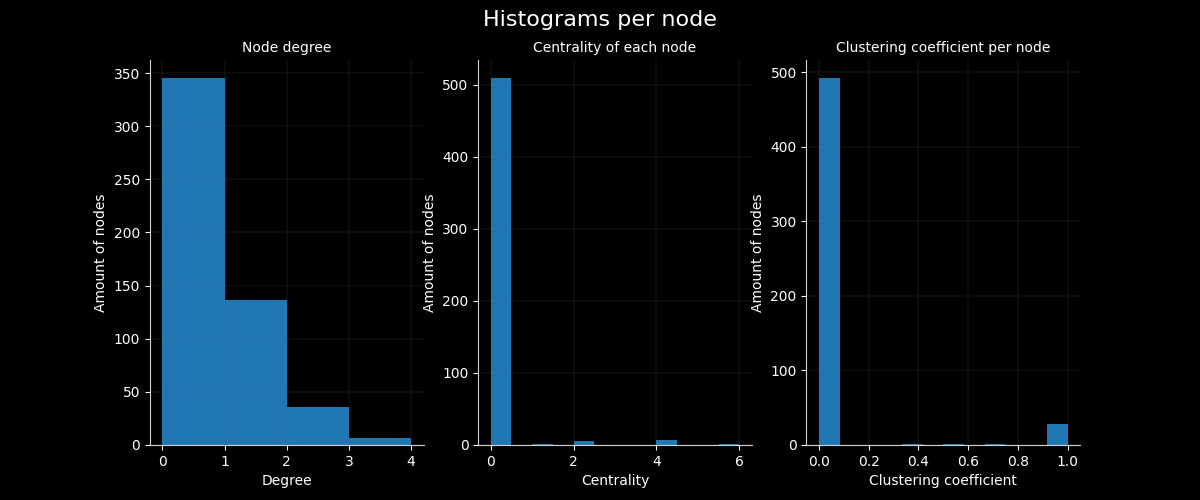 Histograms per node
Node degree
350
300
250
200
150
100
50
0
Amount of nodes
0 1 2 3 4
Degree
Centrality of each node
500
400
300
200
100
0
Amount of nodes
0 2 4 6
Centrality
Clustering coefficient per node
500
400
300
200
100
0
Amount of nodes
0.0 0.2 0.4 0.6 0.8 1.0
Clustering coefficient